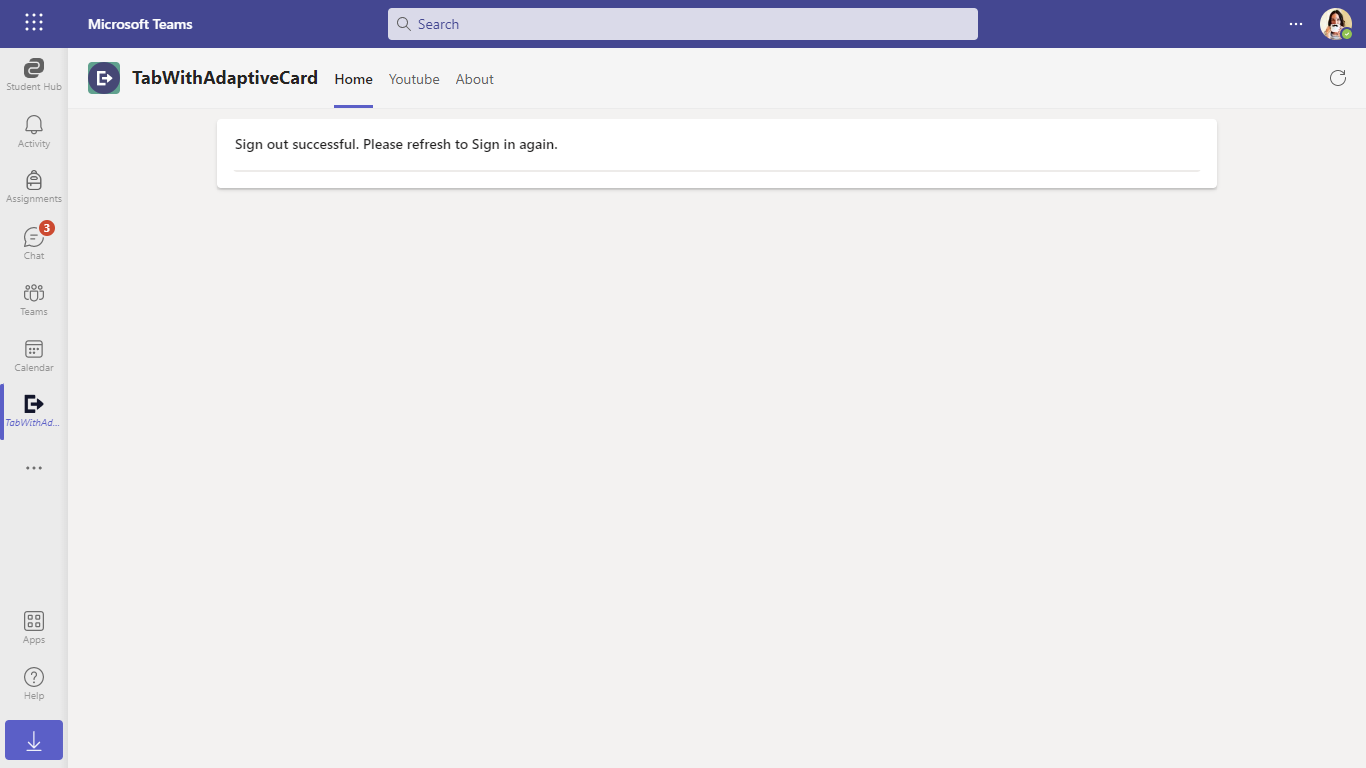 Microsoft Teams
Search
Student Hub
Activity
Assignments
3
Chat
Teams
Calendar
TabWithAd...
Apps
Help
TabWithAdaptiveCard
Home
Youtube
About
Sign out successful. Please refresh to Sign in again.